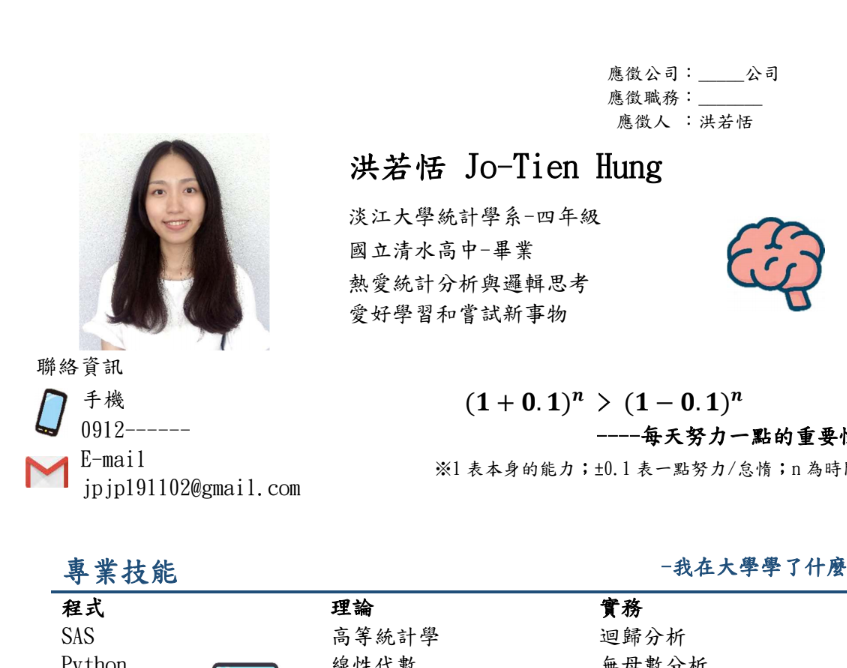 應徵公司：_____公司
應徵職務：_______
應徵人 ：洪若恬
洪若恬 Jo-Tien Hung
淡江大學統計學系-四年級
國立清水高中-畢業
熱愛統計分析與邏輯思考
愛好學習和嘗試新事物
聯絡資訊
手機
0912------
E-mail
jpjp191102@gmail.com
(1 + 0.1)ⁿ > (1 − 0.1)ⁿ
----每天努力一點的重要性
※1 表本身的能力；±0.1 表一點努力/怠惰；n 為時
專業技能
-我在大學學了什麼
程式 理論 實務
SAS 高等統計學 迴歸分析
Python 線性代數 無母數分析